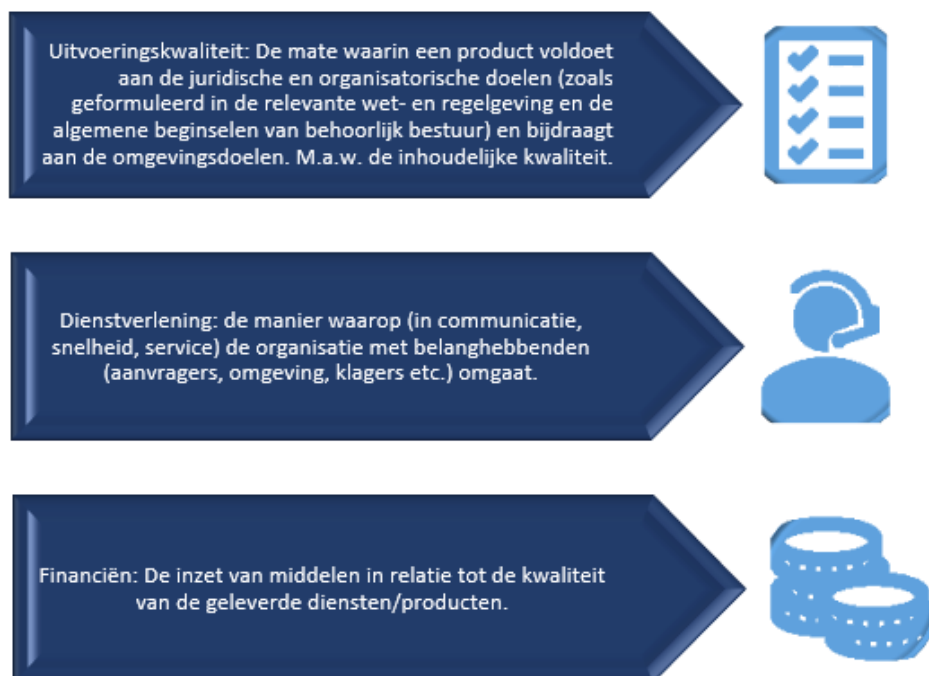 Uitvoeringskwaliteit: De mate waarin een product voldoet
aan de juridische en organisatorische doelen (zoals
geformuleerd in de relevante wet- en regelgeving en de
algemene beginselen van behoorlijk bestuur) en bijdraagt
aan de omgevingsdoelen. M.a.w. de inhoudelijke kwaliteit.
Dienstverlening: de manier waarop (in communicatie,
snelheid, service) de organisatie met belanghebbenden
(aanvragers, omgeving, klagers etc.) omgaat.
Financiën: De inzet van middelen in relatie tot de kwaliteit
van de geleverde diensten/producten.